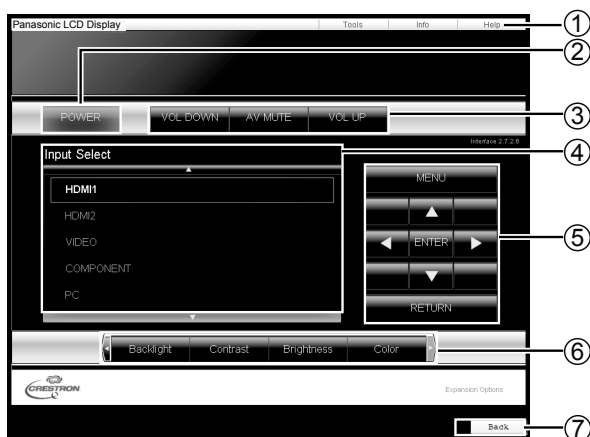 Panasonic LCD Display Tools Info Help ①
②
POWER VOL DOWN AV MUTE VOL UP ③
Interface 2.7.2.6
Input Select ④
MENU
HDMI1
HDMI2
VIDEO ENTER ⑤
COMPONENT
PC RETURN
Backlight Contrast Brightness Color ⑥
CRESTRON Expansion Options
Back ⑦